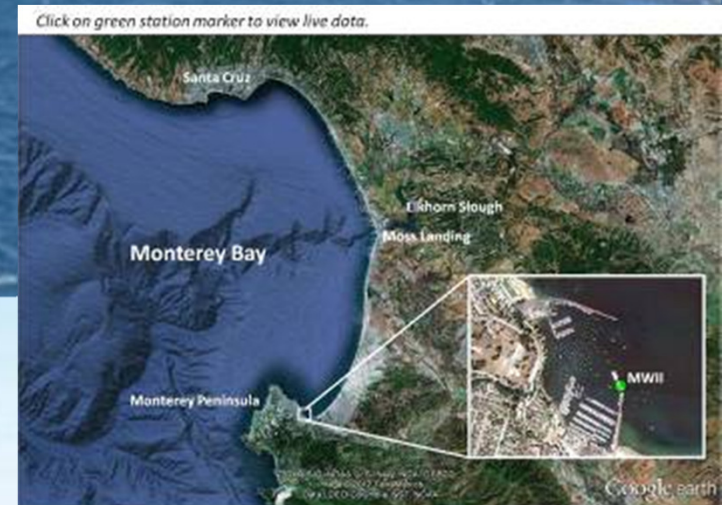 Click on green station marker to view live data.
Santa Cruz
Elkhorn Slough
Moss Landing
Monterey Bay
MWII
Monterey Peninsula
Google earth